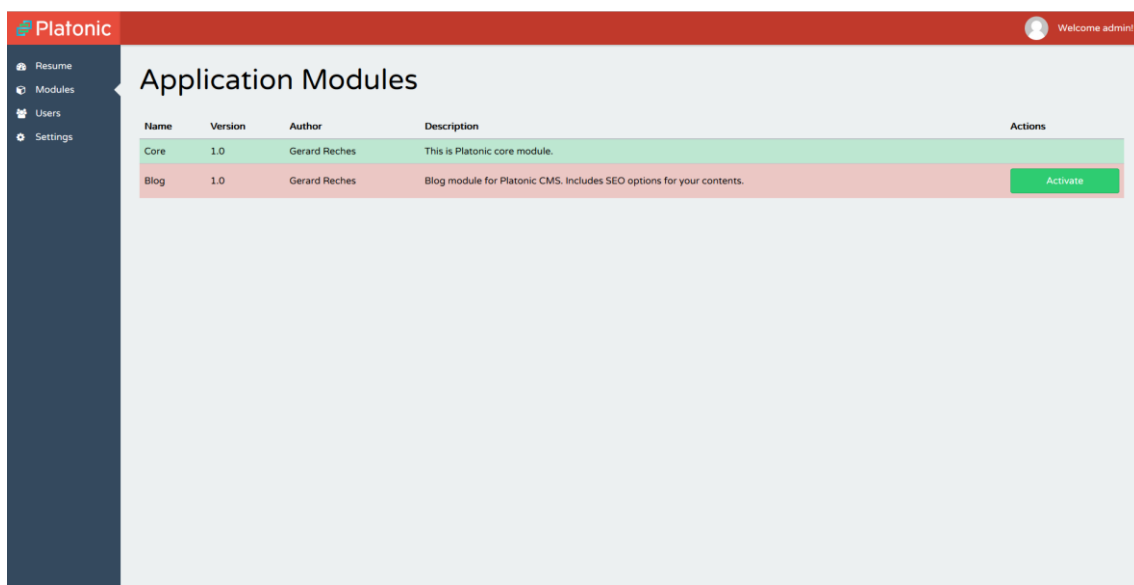 Platonic
Welcome admin!
Resume
Modules
Users
Settings
Application Modules
Name Version Author Description Actions
Core 1.0 Gerard Reches This is Platonic core module.
Blog 1.0 Gerard Reches Blog module for Platonic CMS. Includes SEO options for your contents. Activate